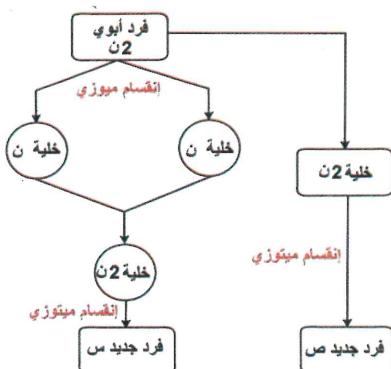 فرد أبوي
2ن
إنقسام ميوزي
خلية ن
خلية ن
خلية 2ن
خلية 2ن
إنقسام ميتوزي
إنقسام ميتوزي
فرد جديد ص
فرد جديد س